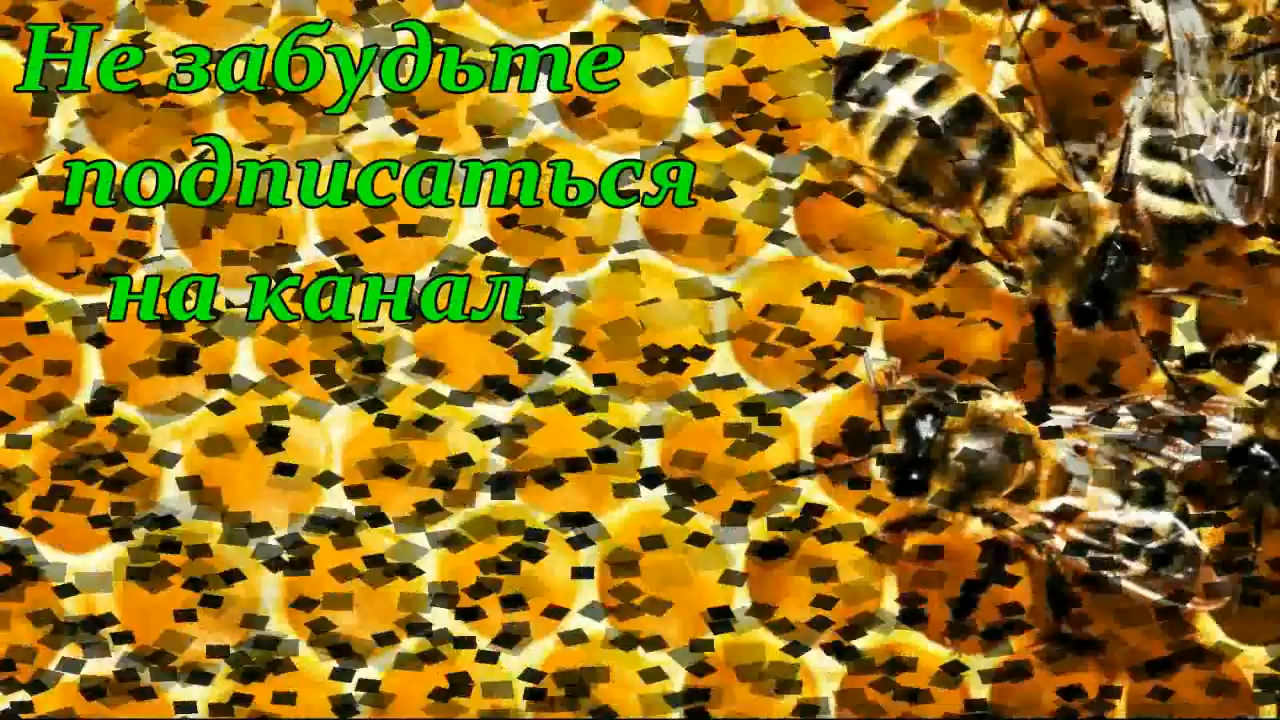 Не забудьте
подписаться
на канал